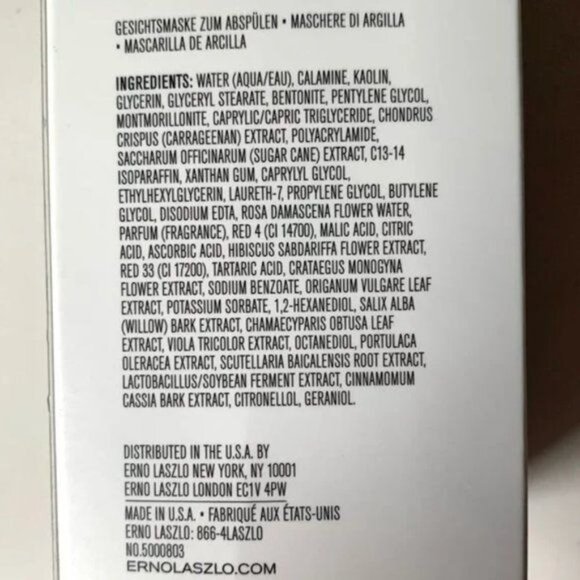 GESICHTSMASKE ZUM ABSPÜLEN • MASCHERE DI ARGILLA
• MASCARILLA DE ARCILLA
INGREDIENTS: WATER (AQUA/EAU), CALAMINE, KAOLIN,
GLYCERIN, GLYCERYL STEARATE, BENTONITE, PENTYLENE GLYCOL,
MONTMORILLONITE, CAPRYLIC/CAPRIC TRIGLYCERIDE, CHONDRUS
CRISPUS (CARRAGEENAN) EXTRACT, POLYACRYLAMIDE,
SACCHARUM OFFICINARUM (SUGAR CANE) EXTRACT, C13-14
ISOPARAFFIN, XANTHAN GUM, CAPRYLYL GLYCOL,
ETHYLHEXYLGLYCERIN, LAURETH-7, PROPYLENE GLYCOL, BUTYLENE
GLYCOL, DISODIUM EDTA, ROSA DAMASCENA FLOWER WATER,
PARFUM (FRAGRANCE), RED 4 (CI 14700), MALIC ACID, CITRIC
ACID, ASCORBIC ACID, HIBISCUS SABDARIFFA FLOWER EXTRACT,
RED 33 (CI 17200), TARTARIC ACID, CRATAEGUS MONOGYNA
FLOWER EXTRACT, SODIUM BENZOATE, ORIGANUM VULGARE LEAF
EXTRACT, POTASSIUM SORBATE, 1,2-HEXANEDIOL, SALIX ALBA
(WILLOW) BARK EXTRACT, CHAMAECYPARIS OBTUSA LEAF
EXTRACT, VIOLA TRICOLOR EXTRACT, OCTANEDIOL, PORTULACA
OLERACEA EXTRACT, SCUTELLARIA BAICALENSIS ROOT EXTRACT,
LACTOBACILLUS/SOYBEAN FERMENT EXTRACT, CINNAMOMUM
CASSIA BARK EXTRACT, CITRONELLOL, GERANIOL.
DISTRIBUTED IN THE U.S.A. BY
ERNO LASZLO NEW YORK, NY 10001
ERNO LASZLO LONDON EC1V 4PW
MADE IN U.S.A. • FABRIQUÉ AUX ÉTATS-UNIS
ERNO LASZLO: 866-4LASZLO
NO.5000803
ERNOLASZLO.COM